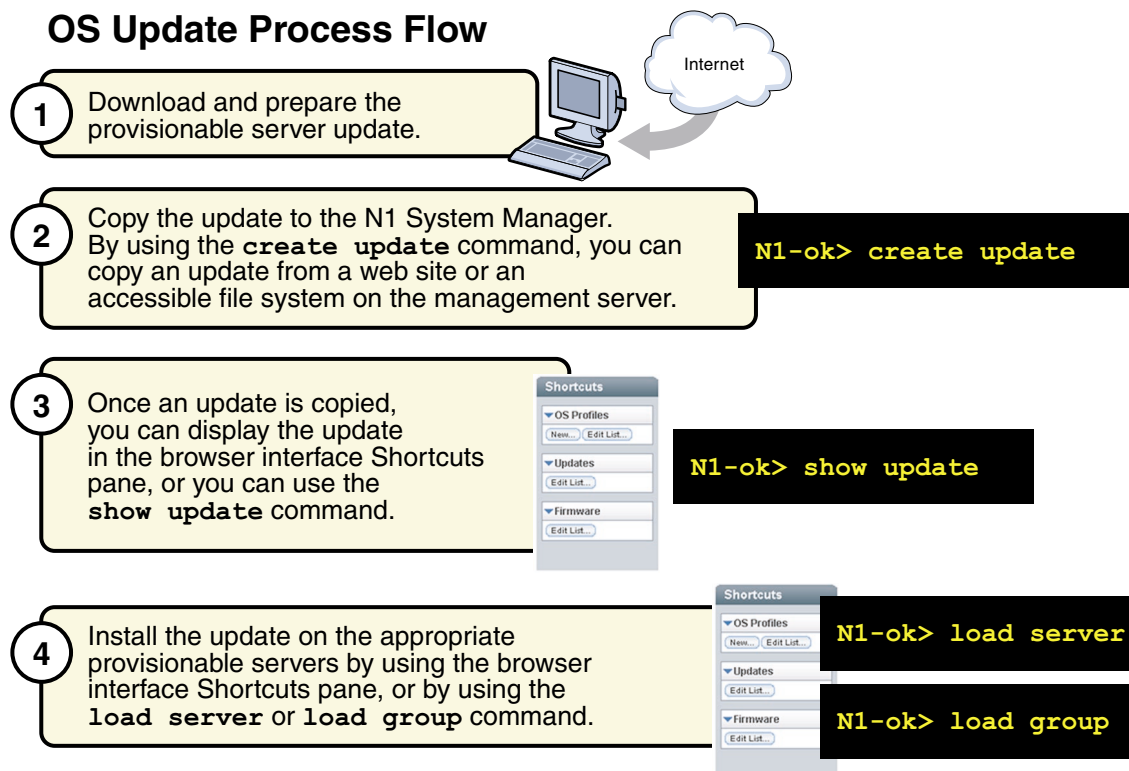 OS Update Process Flow
Internet
1
Download and prepare the
provisionable server update.
2
Copy the update to the N1 System Manager.
By using the create update command, you can
copy an update from a web site or an
accessible file system on the management server.
N1-ok> create update
3
Once an update is copied,
you can display the update
in the browser interface Shortcuts
pane, or you can use the
show update command.
Shortcuts
OS Profiles
New... Edit List...
Updates
Edit List...
Firmware
Edit List...
N1-ok> show update
4
Install the update on the appropriate
provisionable servers by using the browser
interface Shortcuts pane, or by using the
load server or load group command.
Shortcuts
OS Profiles
New... Edit List...
Updates
Edit List...
Firmware
Edit List...
N1-ok> load server
N1-ok> load group